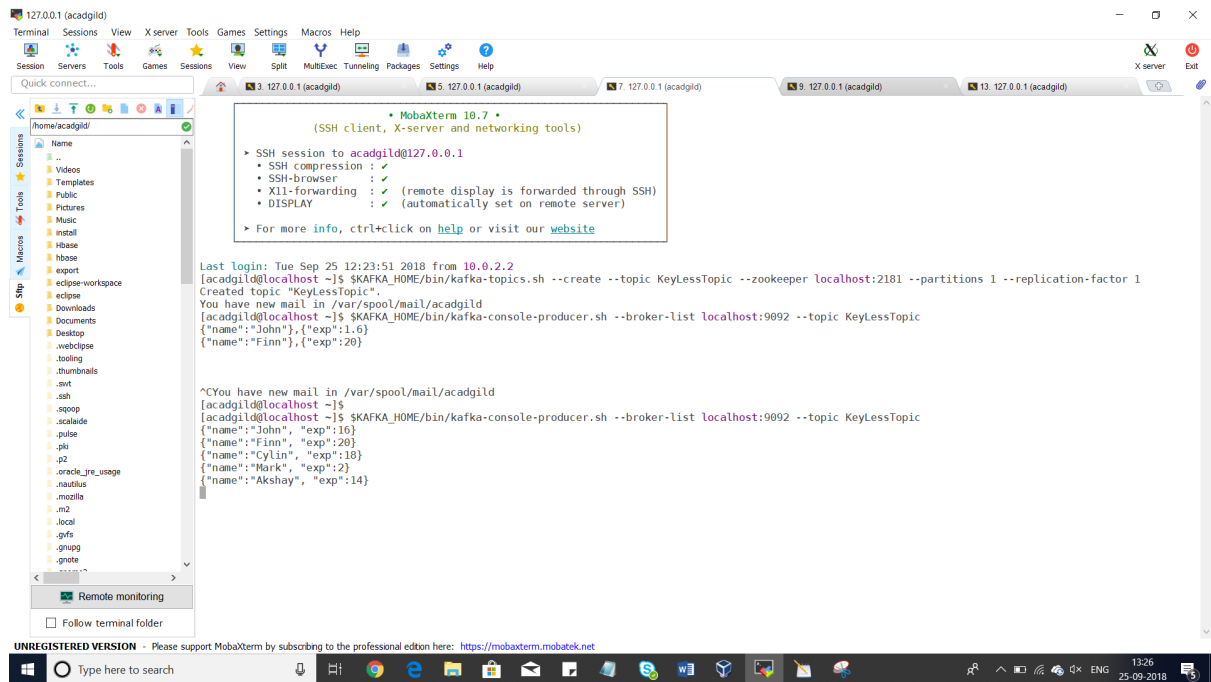 127.0.0.1 (acadgild)
Terminal Sessions View X server Tools Games Settings Macros Help
Session Servers Tools Games Sessions View Split MultiExec Tunneling Packages Settings Help X server Exit
Quick connect...
3. 127.0.0.1 (acadgild) 5. 127.0.0.1 (acadgild) 7. 127.0.0.1 (acadgild) 9. 127.0.0.1 (acadgild) 13. 127.0.0.1 (acadgild)
/home/acadgild/
Sessions
Tools
Macros
Sftp
Name
..
Videos
Templates
Public
Pictures
Music
install
Hbase
hbase
export
eclipse-workspace
eclipse
Downloads
Documents
Desktop
.webclipse
.tooling
.thumbnails
.swt
.ssh
.sqoop
.scalaide
.pulse
.pki
.p2
.oracle_jre_usage
.nautilus
.mozilla
.m2
.local
.gvfs
.gnupg
.gnote
Remote monitoring
Follow terminal folder
• MobaXterm 10.7 •
(SSH client, X-server and networking tools)
➤ SSH session to acadgild@127.0.0.1
• SSH compression : ✔
• SSH-browser : ✔
• X11-forwarding : ✔ (remote display is forwarded through SSH)
• DISPLAY : ✔ (automatically set on remote server)
➤ For more info, ctrl+click on help or visit our website
Last login: Tue Sep 25 12:23:51 2018 from 10.0.2.2
[acadgild@localhost ~]$ $KAFKA_HOME/bin/kafka-topics.sh --create --topic KeyLessTopic --zookeeper localhost:2181 --partitions 1 --replication-factor 1
Created topic "KeyLessTopic".
You have new mail in /var/spool/mail/acadgild
[acadgild@localhost ~]$ $KAFKA_HOME/bin/kafka-console-producer.sh --broker-list localhost:9092 --topic KeyLessTopic
{"name":"John"},{"exp":1.6}
{"name":"Finn"},{"exp":20}
^CYou have new mail in /var/spool/mail/acadgild
[acadgild@localhost ~]$
[acadgild@localhost ~]$ $KAFKA_HOME/bin/kafka-console-producer.sh --broker-list localhost:9092 --topic KeyLessTopic
{"name":"John", "exp":16}
{"name":"Finn", "exp":20}
{"name":"Cylin", "exp":18}
{"name":"Mark", "exp":2}
{"name":"Akshay", "exp":14}
UNREGISTERED VERSION - Please support MobaXterm by subscribing to the professional edition here: https://mobaxterm.mobatek.net
Type here to search
ENG
13:26
25-09-2018